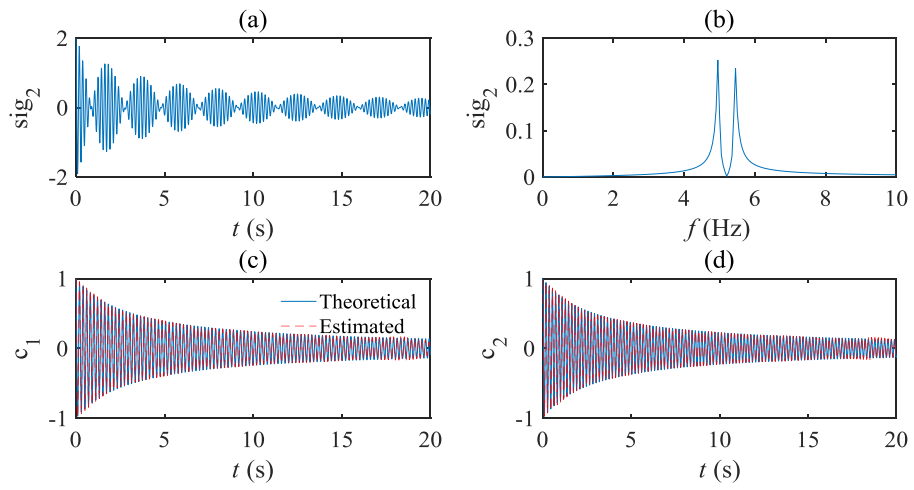 (a)
2
0
-2
sig2
0 5 10 15 20
t (s)
(b)
0.3
0.2
0.1
0
sig2
0 2 4 6 8 10
f (Hz)
(c)
1
0
-1
c1
Theoretical
Estimated
0 5 10 15 20
t (s)
(d)
1
0
-1
c2
0 5 10 15 20
t (s)